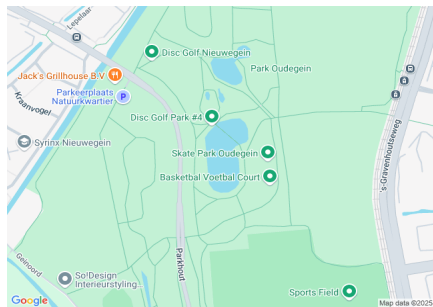 Lepelaar
Disc Golf Nieuwegein
Park Oudegein
Jack's Grillhouse B.V
Parkeerplaats
Natuurkwartier
Kraanvogel
Disc Golf Park #4
Syrinx Nieuwegein
Skate Park Oudegein
Basketbal Voetbal Court
's-Gravenhoutseweg
Parkhout
Geinoord
So!Design
Interieurstyling.
Sports Field
Google
Map data ©2025